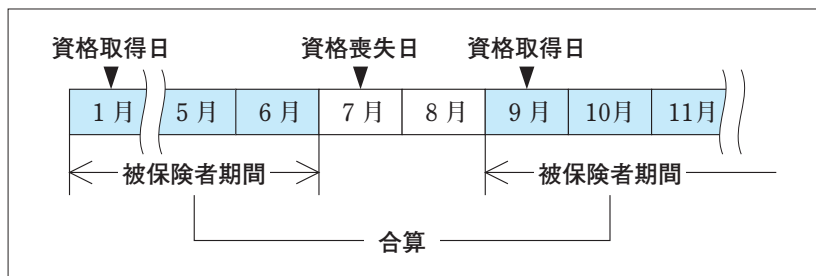 資格取得日 資格喪失日 資格取得日
1月 5月 6月 7月 8月 9月 10月 11月
被保険者期間 被保険者期間
合算